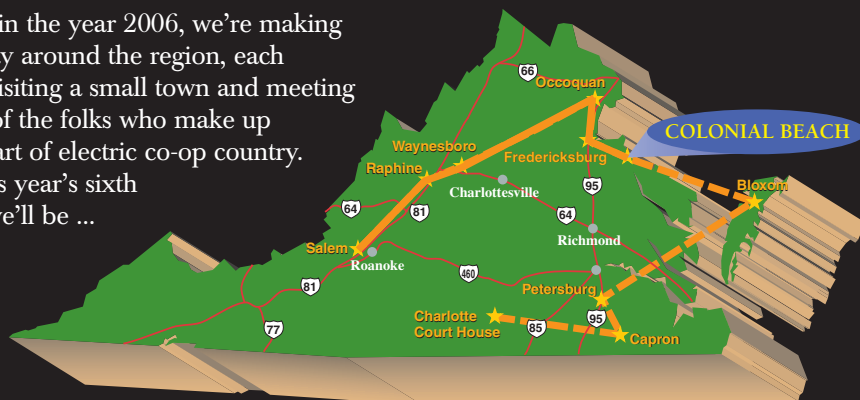 in the year 2006, we’re making
y around the region, each
isiting a small town and meeting
of the folks who make up
art of electric co-op country.
s year’s sixth
e’ll be ...
66
Occoquan
COLONIAL BEACH
Waynesboro
Fredericksburg
Raphine
Bloxom
95
Charlottesville
64
81
64
Richmond
Salem
Roanoke
460
81
Petersburg
Charlotte
Court House
95
85
77
Capron